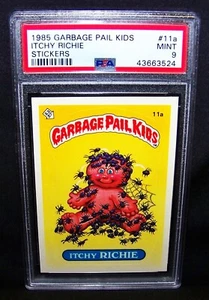 1985 GARBAGE PAIL KIDS #11a
ITCHY RICHIE MINT
STICKERS 9
PSA 43663524
11a
GARBAGE PAIL KIDS
ITCHY RICHIE